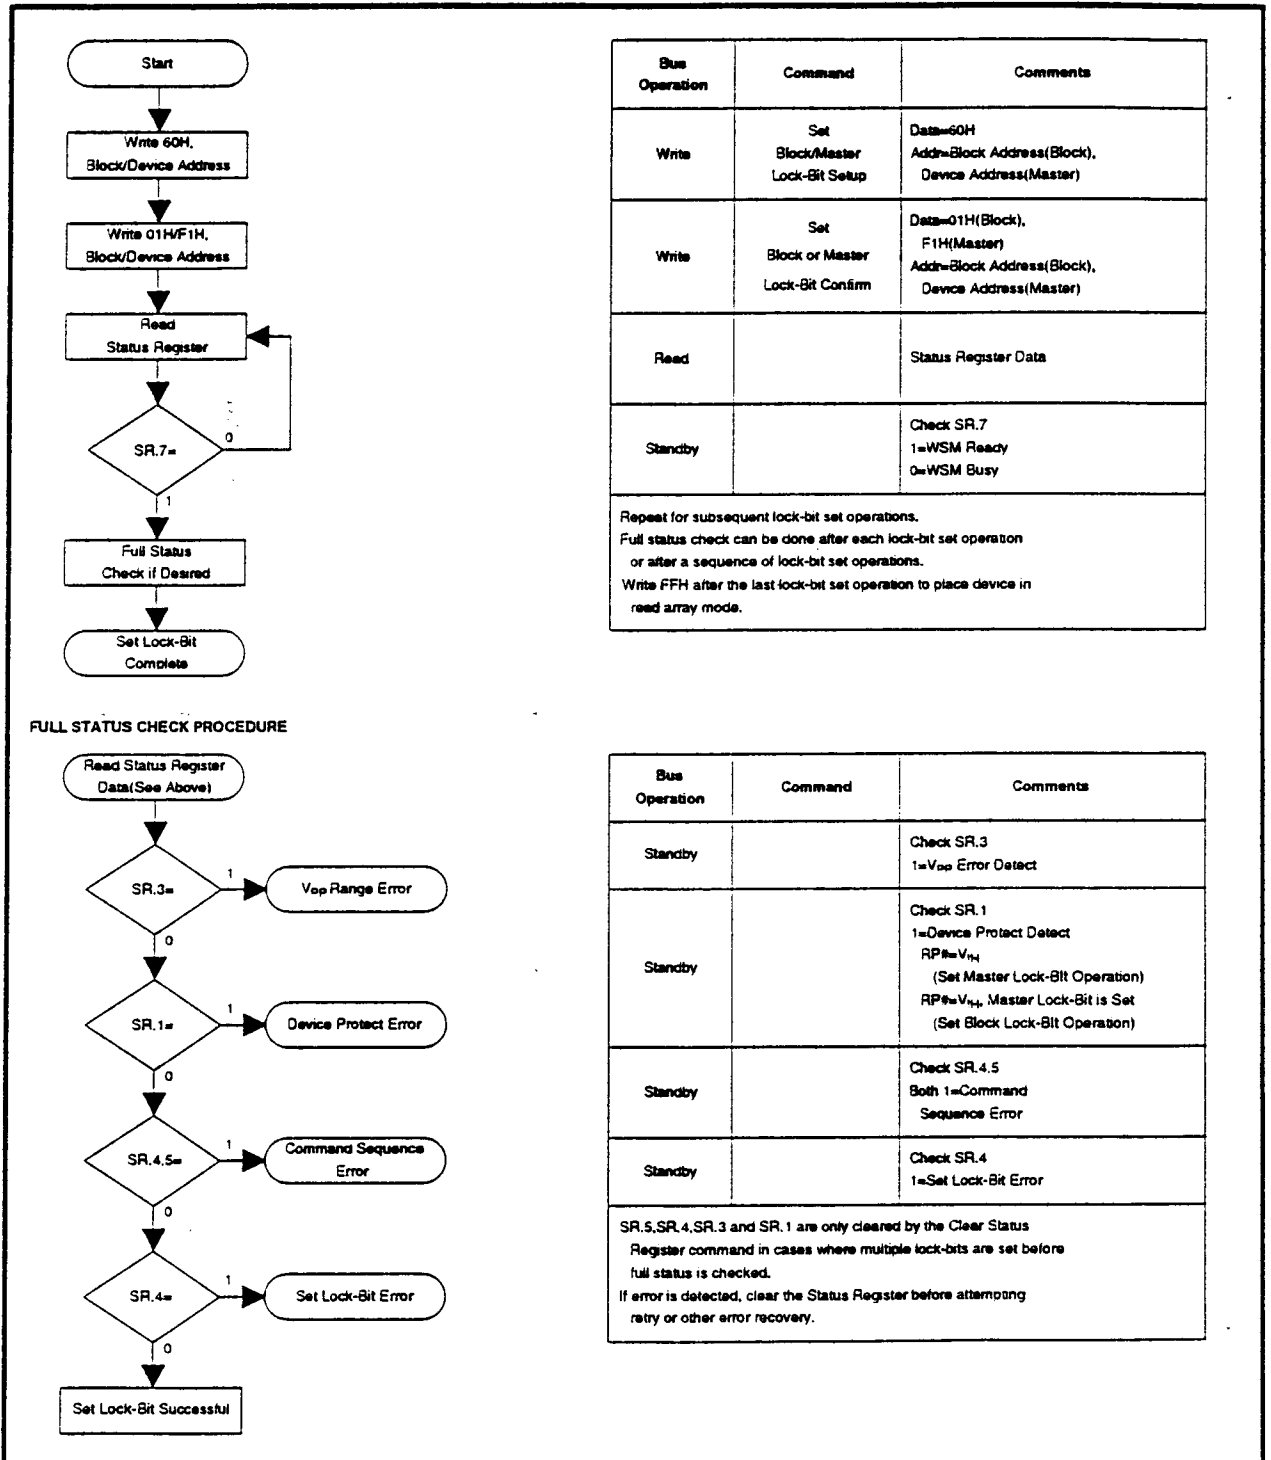 Start
Write 60H,
Block/Device Address
Write 01H/F1H,
Block/Device Address
Read
Status Register
SR.7=
0
1
Full Status
Check if Desired
Set Lock-Bit
Complete
Bus
Operation
Command
Comments
Write
Set
Block/Master
Lock-Bit Setup
Data=60H
Addr=Block Address(Block),
Device Address(Master)
Write
Set
Block or Master
Lock-Bit Confirm
Data=01H(Block),
F1H(Master)
Addr=Block Address(Block),
Device Address(Master)
Read
Status Register Data
Standby
Check SR.7
1=WSM Ready
0=WSM Busy
Repeat for subsequent lock-bit set operations.
Full status check can be done after each lock-bit set operation
or after a sequence of lock-bit set operations.
Write FFH after the last lock-bit set operation to place device in
read array mode.
FULL STATUS CHECK PROCEDURE
Read Status Register
Data(See Above)
SR.3=
1
VPP Range Error
0
SR.1=
1
Device Protect Error
0
SR.4,5=
1
Command Sequence
Error
0
SR.4=
1
Set Lock-Bit Error
0
Set Lock-Bit Successful
Bus
Operation
Command
Comments
Standby
Check SR.3
1=VPP Error Detect
Standby
Check SR.1
1=Device Protect Detect
RP#=VIH
(Set Master Lock-Bit Operation)
RP#=VIH, Master Lock-Bit is Set
(Set Block Lock-Bit Operation)
Standby
Check SR.4,5
Both 1=Command
Sequence Error
Standby
Check SR.4
1=Set Lock-Bit Error
SR.5,SR.4,SR.3 and SR.1 are only cleared by the Clear Status
Register command in cases where multiple lock-bits are set before
full status is checked.
If error is detected, clear the Status Register before attempting
retry or other error recovery.